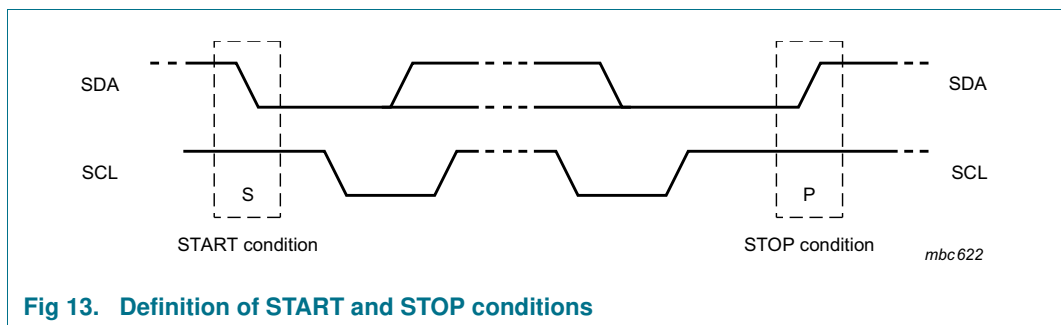 SDA
SDA
SCL
SCL
S
P
START condition
STOP condition
mbc622
Fig 13. Definition of START and STOP conditions